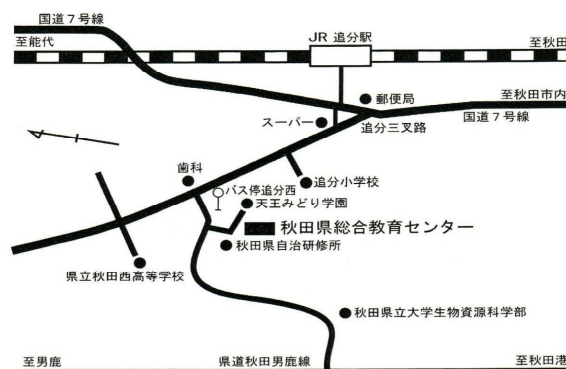 国道7号線
至能代
JR 追分駅
至秋田
郵便局
至秋田市内
国道7号線
スーパー
追分三叉路
歯科
バス停追分西
追分小学校
天王みどり学園
秋田県総合教育センター
秋田県自治研修所
県立秋田西高等学校
秋田県立大学生物資源科学部
至男鹿
県道秋田男鹿線
至秋田港